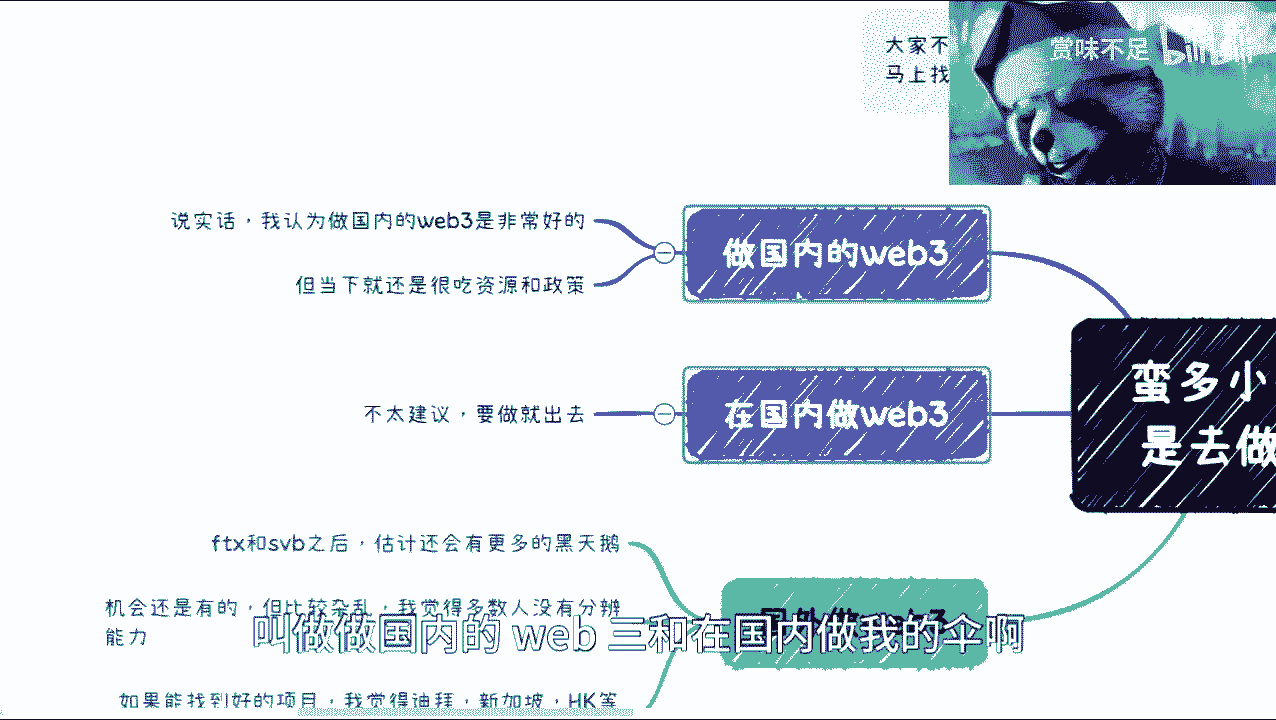 大家不
马上找
赏味不足 bilibili
说实话，我认为做国内的web3是非常好的
但当下就还是很吃资源和政策
做国内的web3
不太建议，要做就出去
在国内做web3
蛮多小
是去做
ftx和svb之后，估计还会有更多的黑天鹅
机会还是有的，但比较杂乱，我觉得多数人没有分辨
能力
叫做做国内的 web 三和在国内做我的伞啊
如果能找到好的项目，我觉得迪拜，新加坡，HK等